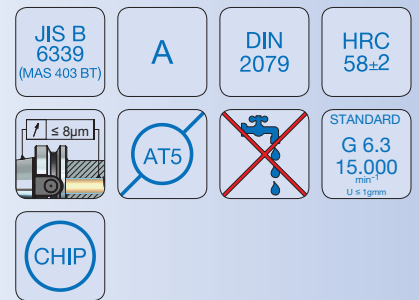 JIS B
6339
(MAS 403 BT)
A
DIN
2079
HRC
58±2
↗ ≤ 8µm
AT5
STANDARD
G 6.3
15.000
min⁻¹
U ≤ 1gmm
CHIP